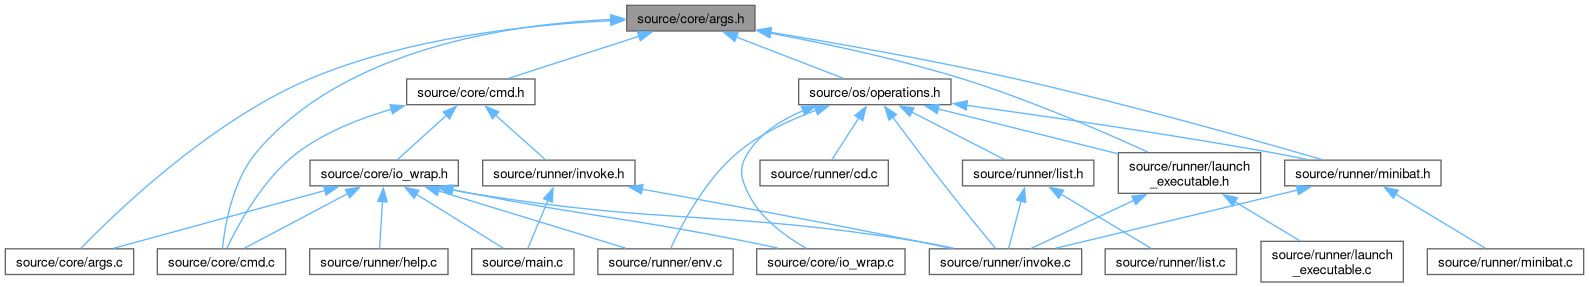 source/core/args.h
source/core/cmd.h
source/os/operations.h
source/core/io_wrap.h
source/runner/invoke.h
source/runner/cd.c
source/runner/list.h
source/runner/launch
_executable.h
source/runner/minibat.h
source/core/args.c
source/core/cmd.c
source/runner/help.c
source/main.c
source/runner/env.c
source/core/io_wrap.c
source/runner/invoke.c
source/runner/list.c
source/runner/launch
_executable.c
source/runner/minibat.c